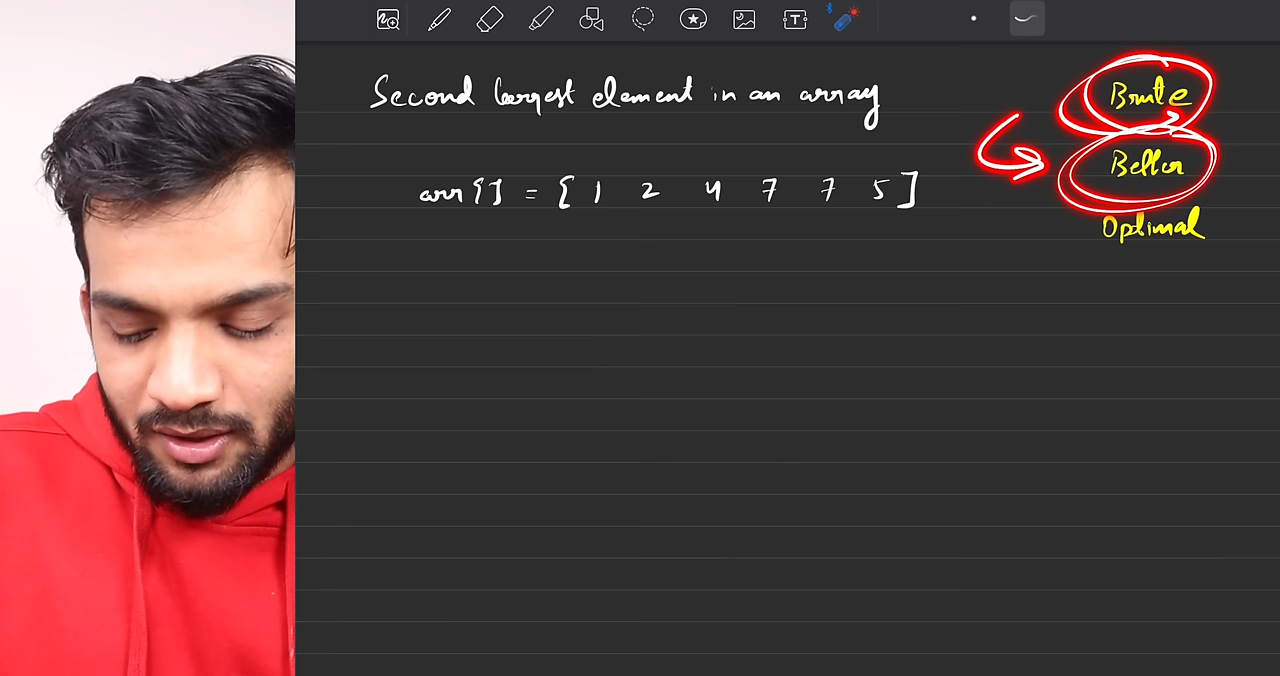 Second largest element in an array
arr[] = [ 1 2 4 7 7 5 ]
Brute
Better
Optimal